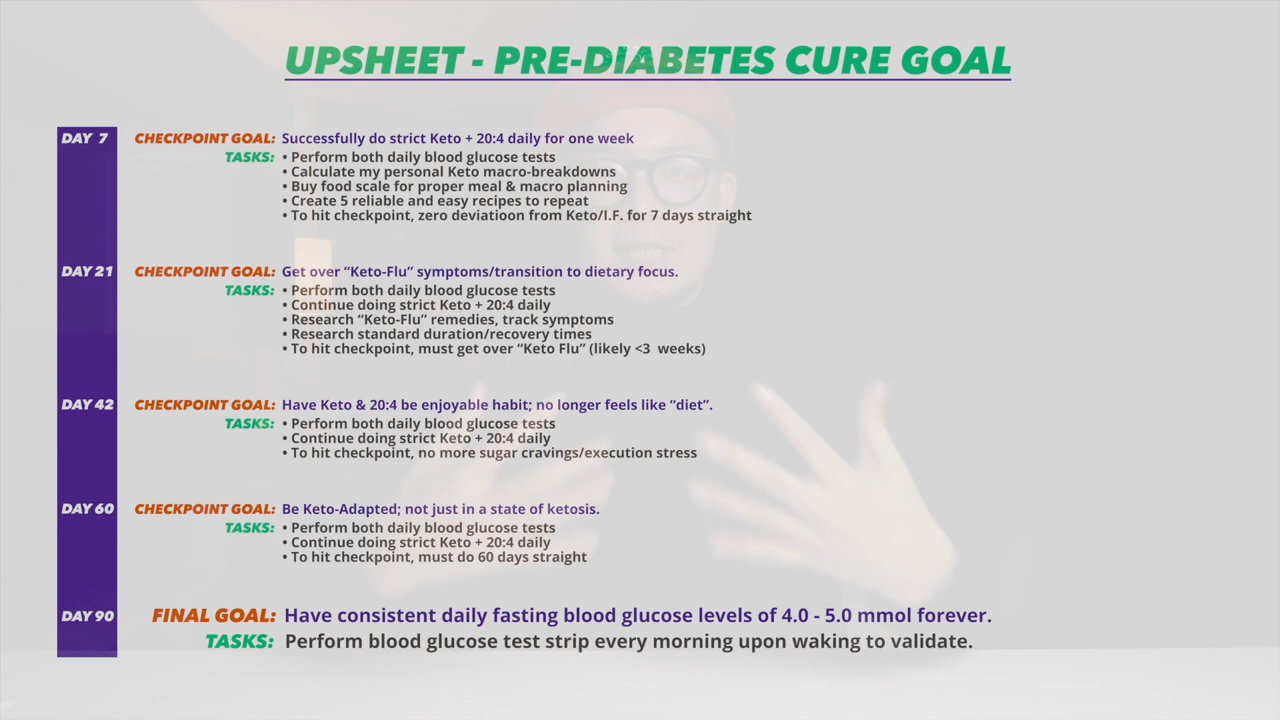 UPSHEET - PRE-DIABETES CURE GOAL
DAY 7 CHECKPOINT GOAL: Successfully do strict Keto + 20:4 daily for one week
TASKS: • Perform both daily blood glucose tests
• Calculate my personal Keto macro-breakdowns
• Buy food scale for proper meal & macro planning
• Create 5 reliable and easy recipes to repeat
• To hit checkpoint, zero deviatioon from Keto/I.F. for 7 days straight
DAY 21 CHECKPOINT GOAL: Get over “Keto-Flu” symptoms/transition to dietary focus.
TASKS: • Perform both daily blood glucose tests
• Continue doing strict Keto + 20:4 daily
• Research “Keto-Flu” remedies, track symptoms
• Research standard duration/recovery times
• To hit checkpoint, must get over “Keto Flu” (likely <3 weeks)
DAY 42 CHECKPOINT GOAL: Have Keto & 20:4 be enjoyable habit; no longer feels like “diet”.
TASKS: • Perform both daily blood glucose tests
• Continue doing strict Keto + 20:4 daily
• To hit checkpoint, no more sugar cravings/execution stress
DAY 60 CHECKPOINT GOAL: Be Keto-Adapted; not just in a state of ketosis.
TASKS: • Perform both daily blood glucose tests
• Continue doing strict Keto + 20:4 daily
• To hit checkpoint, must do 60 days straight
DAY 90 FINAL GOAL: Have consistent daily fasting blood glucose levels of 4.0 - 5.0 mmol forever.
TASKS: Perform blood glucose test strip every morning upon waking to validate.